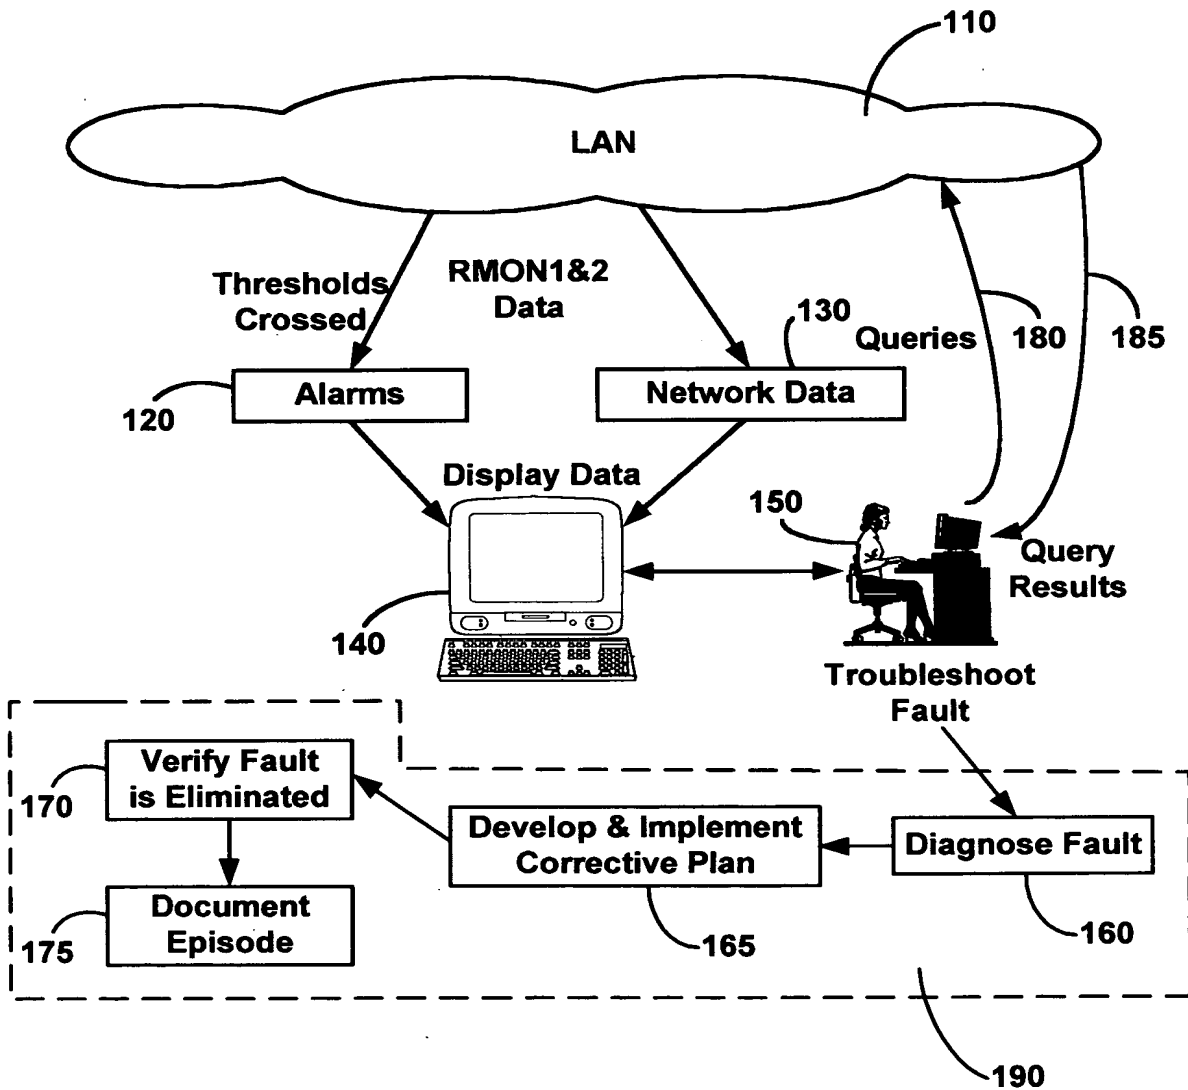 110
LAN
Thresholds
Crossed
RMON1&2
Data
130
Queries
180
185
120
Alarms
Network Data
Display Data
150
Query
Results
140
Troubleshoot
Fault
170
Verify Fault
is Eliminated
Develop & Implement
Corrective Plan
Diagnose Fault
175
Document
Episode
165
160
190